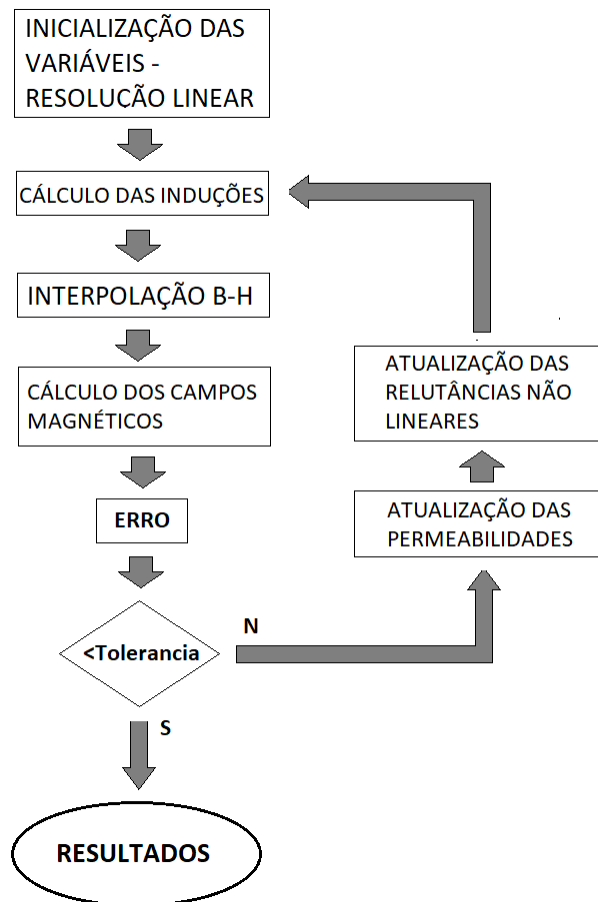 INICIALIZAÇÃO DAS
VARIÁVEIS -
RESOLUÇÃO LINEAR
CÁLCULO DAS INDUÇÕES
INTERPOLAÇÃO B-H
CÁLCULO DOS CAMPOS
MAGNÉTICOS
ERRO
<Tolerancia
N
S
RESULTADOS
ATUALIZAÇÃO DAS
PERMEABILIDADES
ATUALIZAÇÃO DAS
RELUTÂNCIAS NÃO
LINEARES